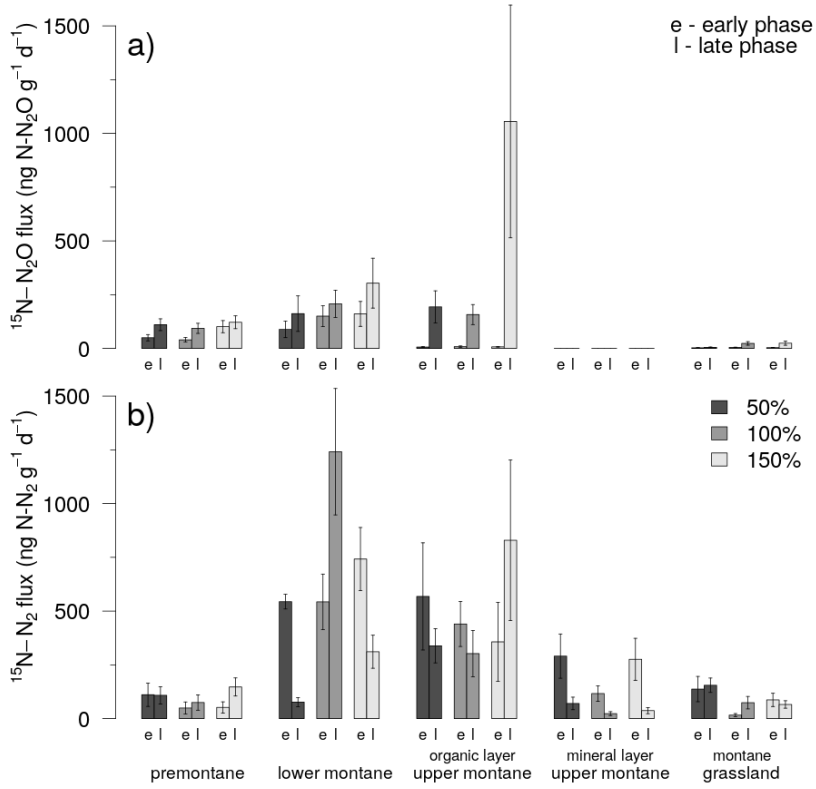 a)
e - early phase
l - late phase
¹⁵N–N₂O flux (ng N-N₂O g⁻¹ d⁻¹)
1500
1000
500
0
e l e l e l e l e l e l e l e l e l e l e l e l e l e l e l
b)
50%
100%
150%
¹⁵N–N₂ flux (ng N-N₂ g⁻¹ d⁻¹)
1500
1000
500
0
e l e l e l e l e l e l e l e l e l e l e l e l e l e l e l
organic layer mineral layer montane
premontane lower montane upper montane upper montane grassland